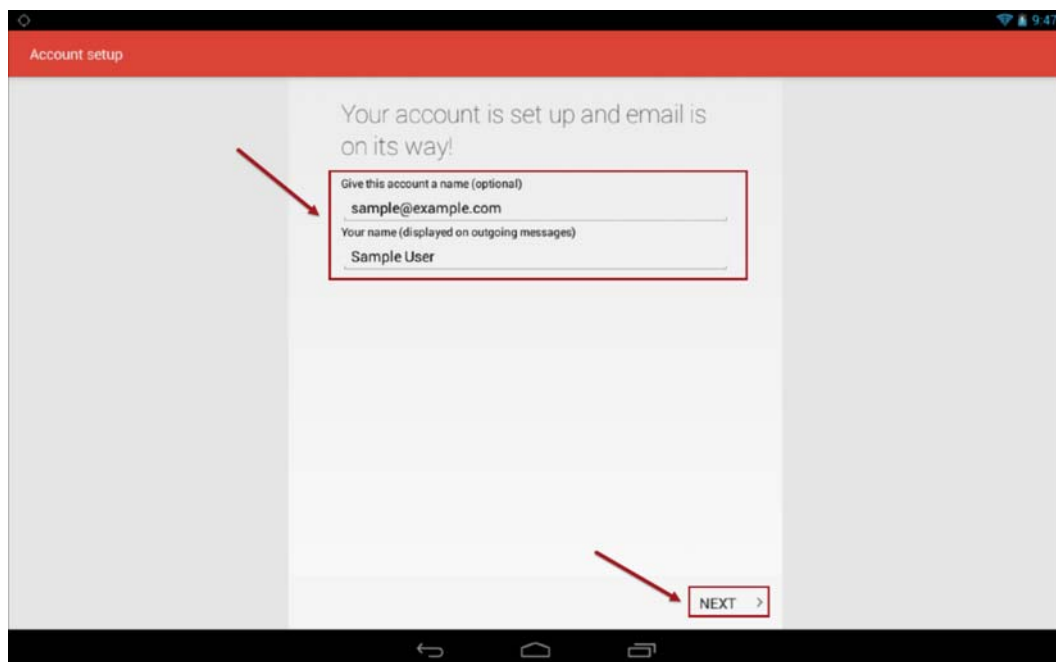 9:47
Account setup
Your account is set up and email is
on its way!
Give this account a name (optional)
sample@example.com
Your name (displayed on outgoing messages)
Sample User
NEXT